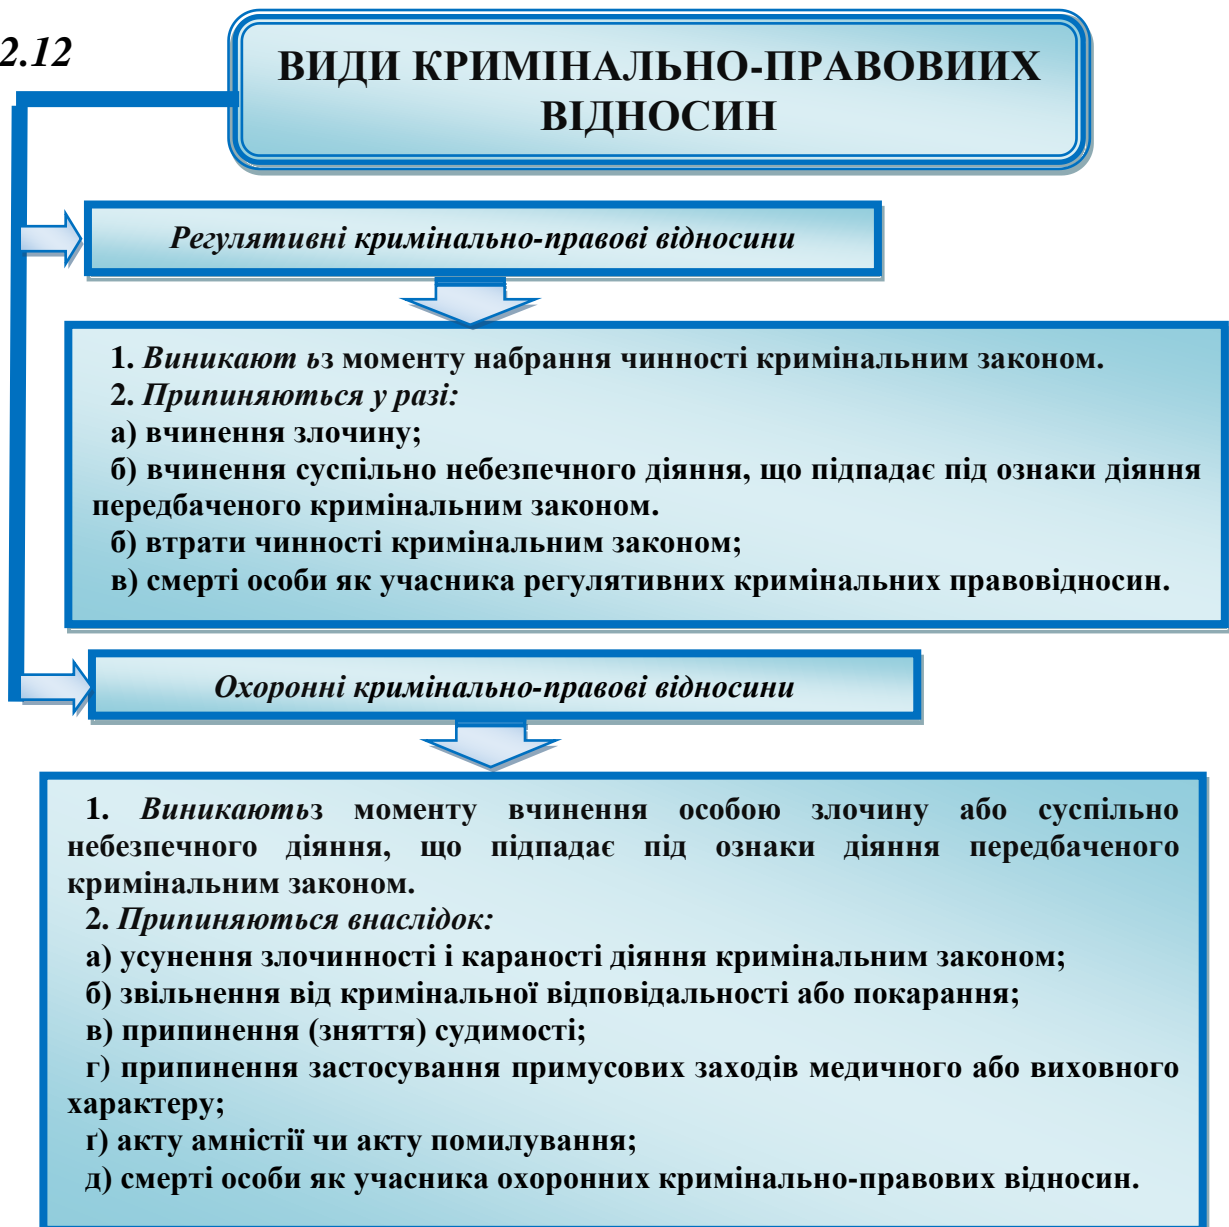 2.12
ВИДИ КРИМІНАЛЬНО-ПРАВОВИИХ
ВІДНОСИН
Регулятивні кримінально-правові відносини
1. Виникают ьз моменту набрання чинності кримінальним законом.
2. Припиняються у разі:
а) вчинення злочину;
б) вчинення суспільно небезпечного діяння, що підпадає під ознаки діяння
передбаченого кримінальним законом.
б) втрати чинності кримінальним законом;
в) смерті особи як учасника регулятивних кримінальних правовідносин.
Охоронні кримінально-правові відносини
1. Виникаютьз моменту вчинення особою злочину або суспільно
небезпечного діяння, що підпадає під ознаки діяння передбаченого
кримінальним законом.
2. Припиняються внаслідок:
а) усунення злочинності і караності діяння кримінальним законом;
б) звільнення від кримінальної відповідальності або покарання;
в) припинення (зняття) судимості;
г) припинення застосування примусових заходів медичного або виховного
характеру;
ґ) акту амністії чи акту помилування;
д) смерті особи як учасника охоронних кримінально-правових відносин.